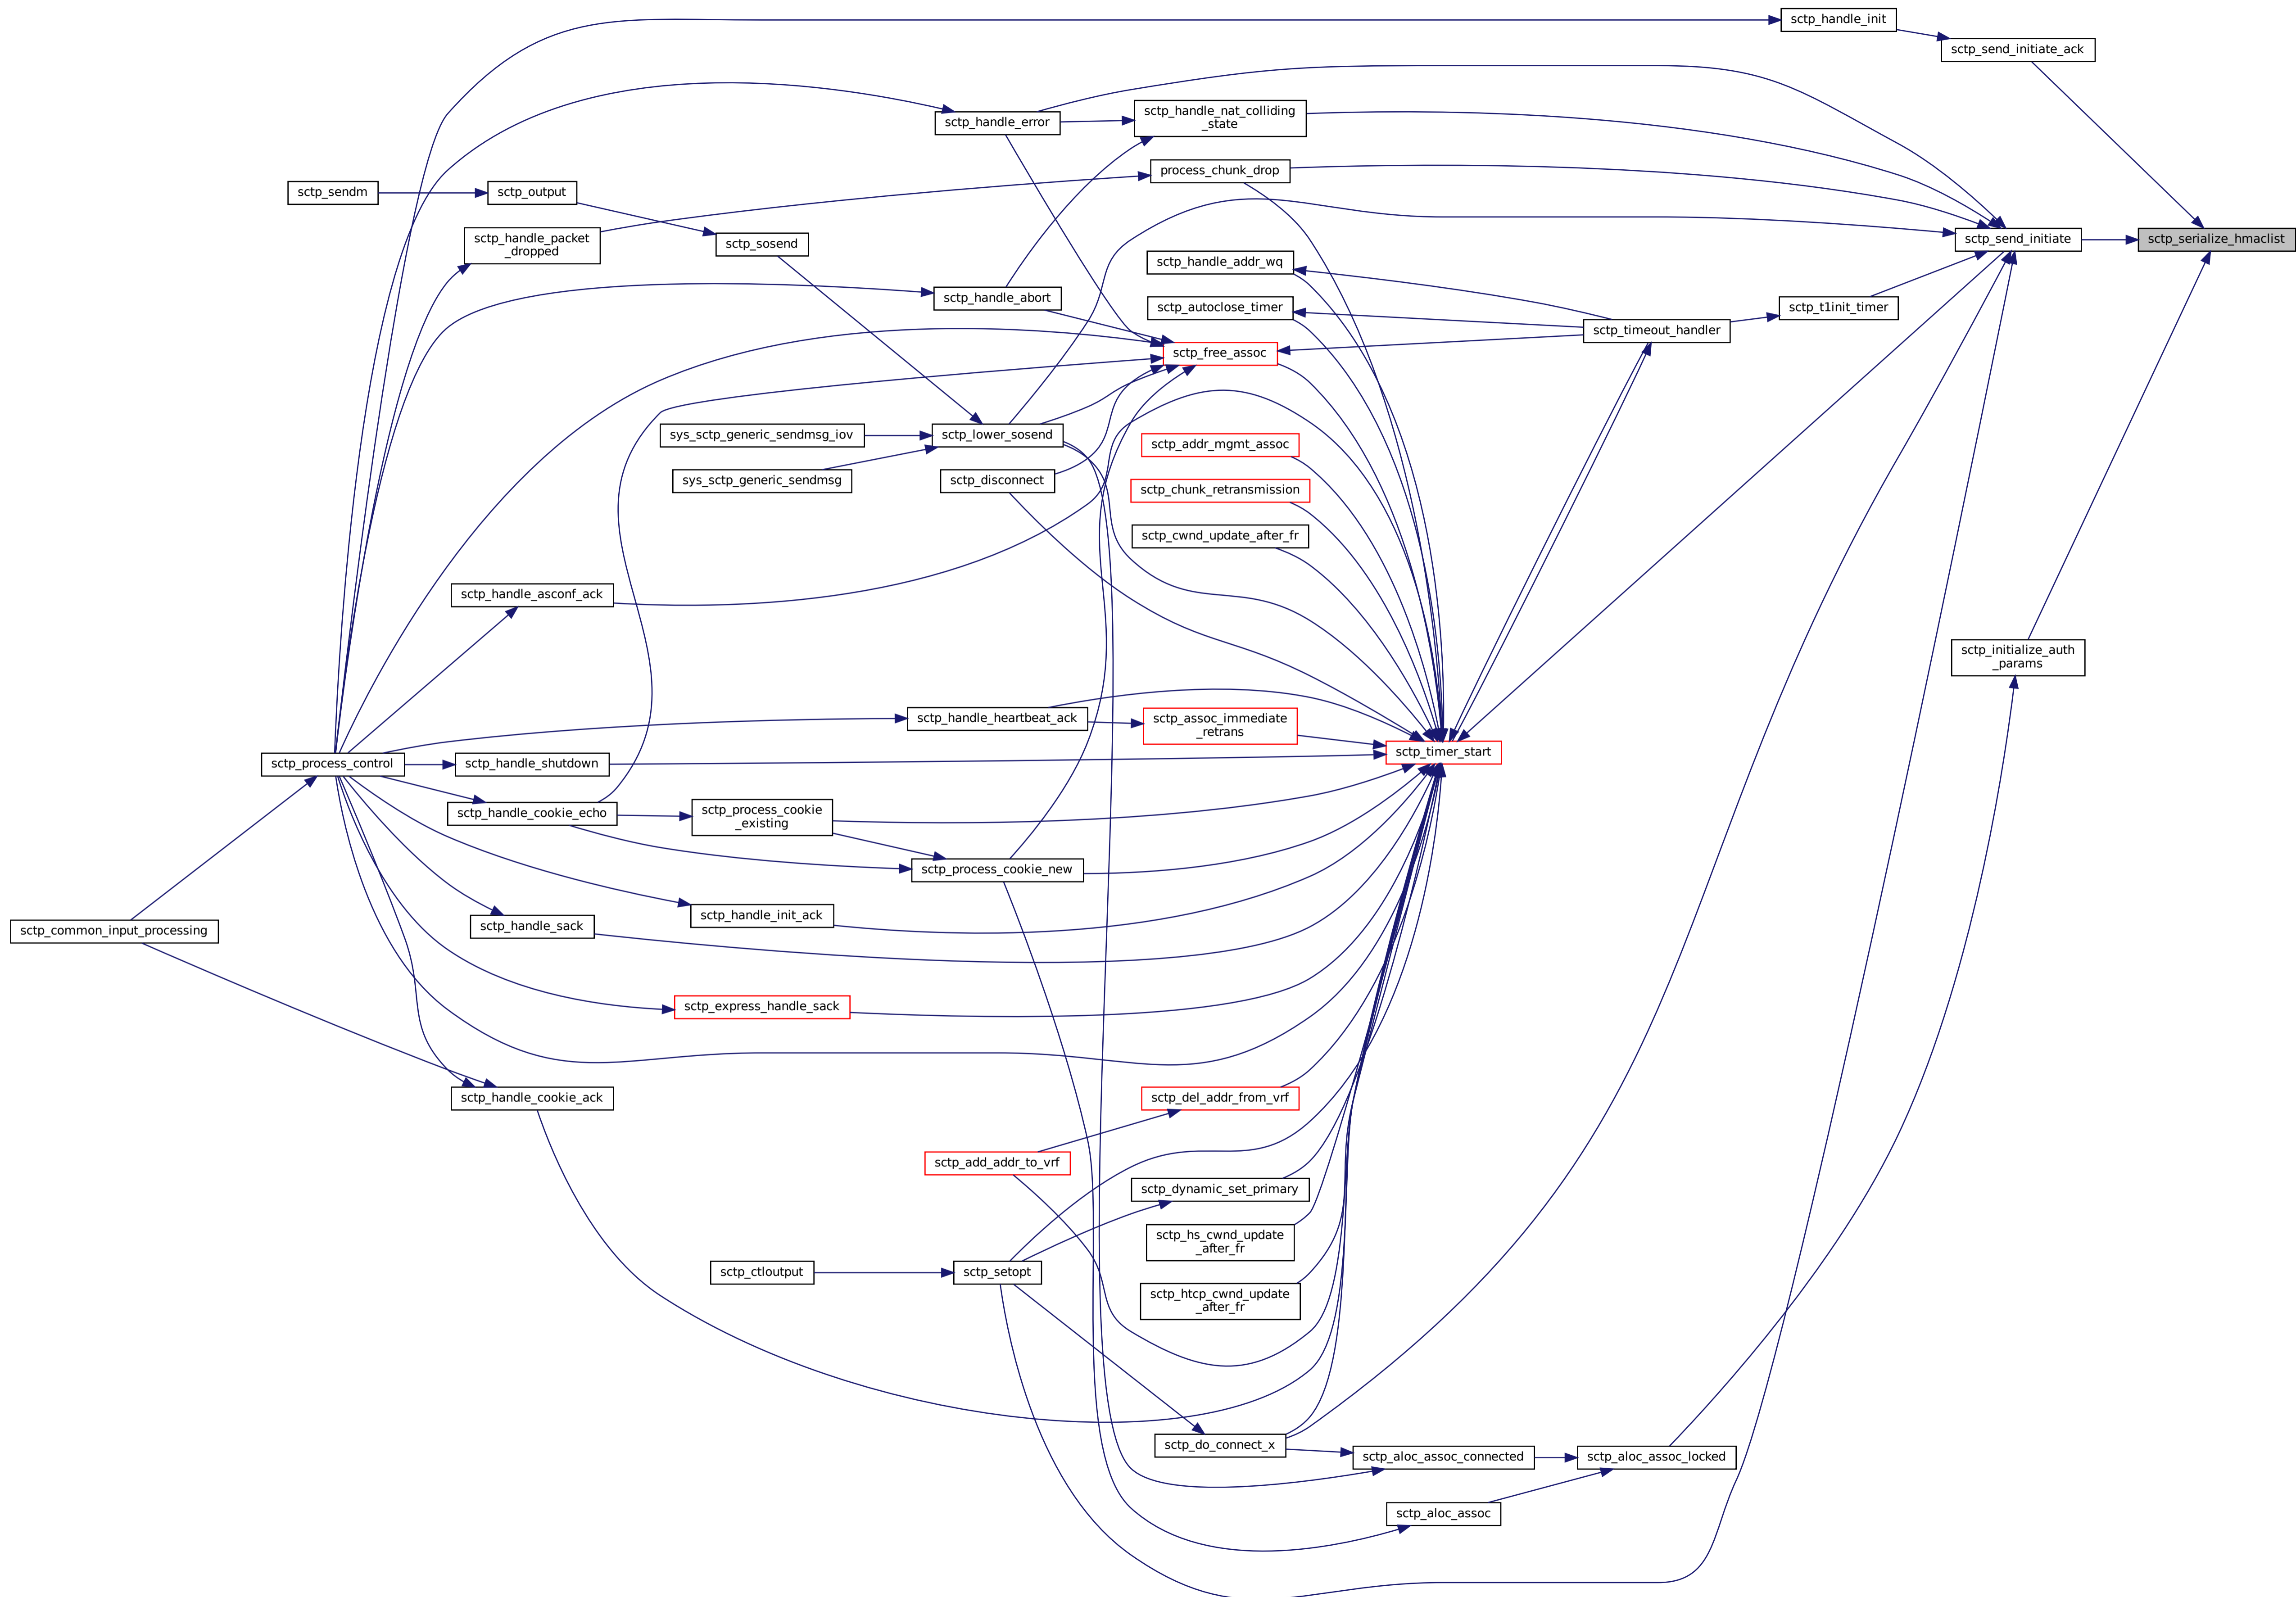 sctp_handle_init
sctp_send_initiate_ack
sctp_handle_nat_colliding
_state
sctp_handle_error
process_chunk_drop
sctp_sendm
sctp_output
sctp_handle_packet
_dropped
sctp_sosend
sctp_send_initiate
sctp_serialize_hmaclist
sctp_handle_addr_wq
sctp_handle_abort
sctp_autoclose_timer
sctp_t1init_timer
sctp_timeout_handler
sctp_free_assoc
sys_sctp_generic_sendmsg_iov
sctp_lower_sosend
sctp_addr_mgmt_assoc
sys_sctp_generic_sendmsg
sctp_disconnect
sctp_chunk_retransmission
sctp_cwnd_update_after_fr
sctp_handle_asconf_ack
sctp_initialize_auth
_params
sctp_handle_heartbeat_ack
sctp_assoc_immediate
_retrans
sctp_timer_start
sctp_process_control
sctp_handle_shutdown
sctp_handle_cookie_echo
sctp_process_cookie
_existing
sctp_process_cookie_new
sctp_handle_init_ack
sctp_handle_sack
sctp_common_input_processing
sctp_express_handle_sack
sctp_handle_cookie_ack
sctp_del_addr_from_vrf
sctp_add_addr_to_vrf
sctp_dynamic_set_primary
sctp_hs_cwnd_update
_after_fr
sctp_ctloutput
sctp_setopt
sctp_htcp_cwnd_update
_after_fr
sctp_do_connect_x
sctp_aloc_assoc_connected
sctp_aloc_assoc_locked
sctp_aloc_assoc